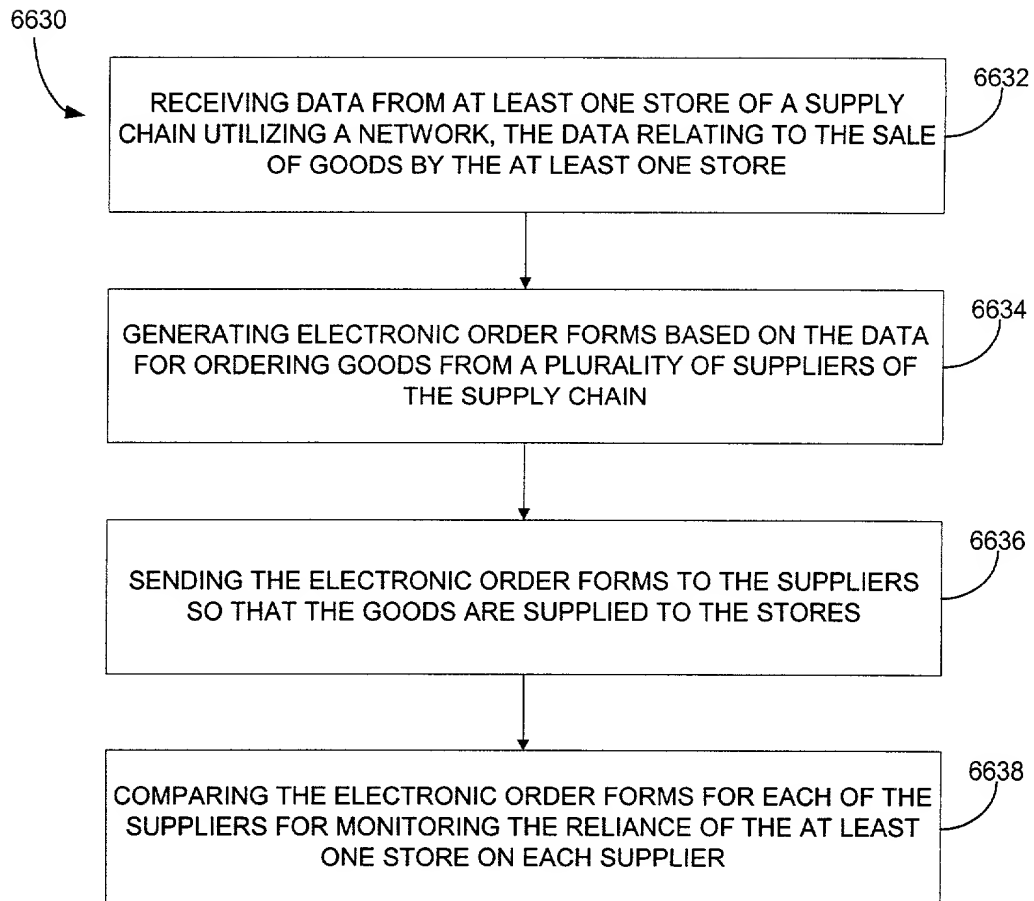 6630
6632
RECEIVING DATA FROM AT LEAST ONE STORE OF A SUPPLY
CHAIN UTILIZING A NETWORK, THE DATA RELATING TO THE SALE
OF GOODS BY THE AT LEAST ONE STORE
6634
GENERATING ELECTRONIC ORDER FORMS BASED ON THE DATA
FOR ORDERING GOODS FROM A PLURALITY OF SUPPLIERS OF
THE SUPPLY CHAIN
6636
SENDING THE ELECTRONIC ORDER FORMS TO THE SUPPLIERS
SO THAT THE GOODS ARE SUPPLIED TO THE STORES
6638
COMPARING THE ELECTRONIC ORDER FORMS FOR EACH OF THE
SUPPLIERS FOR MONITORING THE RELIANCE OF THE AT LEAST
ONE STORE ON EACH SUPPLIER